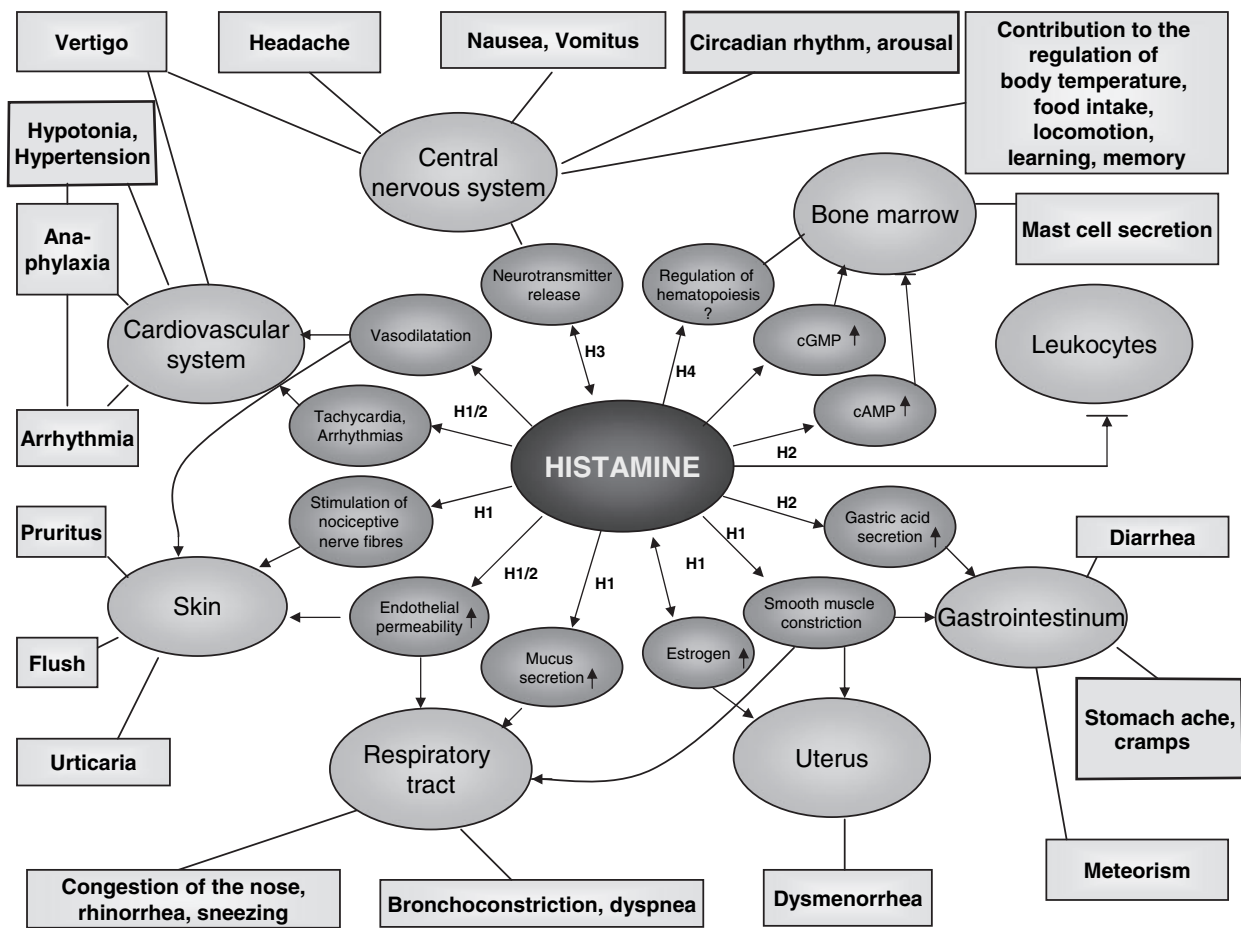 Vertigo
Headache
Nausea, Vomitus
Circadian rhythm, arousal
Contribution to the
regulation of
body temperature,
food intake,
locomotion,
learning, memory
Hypotonia,
Hypertension
Central
nervous system
Bone marrow
Mast cell secretion
Ana-
phylaxia
Neurotransmitter
release
Regulation of
hematopoiesis
?
Cardiovascular
system
Vasodilatation
cGMP
Leukocytes
H3
H4
cAMP
Arrhythmia
Tachycardia,
Arrhythmias
H1/2
H2
HISTAMINE
Stimulation of
nociceptive
nerve fibres
H1
H2
Gastric acid
secretion
Pruritus
H1
Diarrhea
H1/2
H1
H1
Skin
Endothelial
permeability
Smooth muscle
constriction
Gastrointestinum
Flush
Mucus
secretion
Estrogen
Stomach ache,
cramps
Urticaria
Respiratory
tract
Uterus
Meteorism
Congestion of the nose,
rhinorrhea, sneezing
Bronchoconstriction, dyspnea
Dysmenorrhea